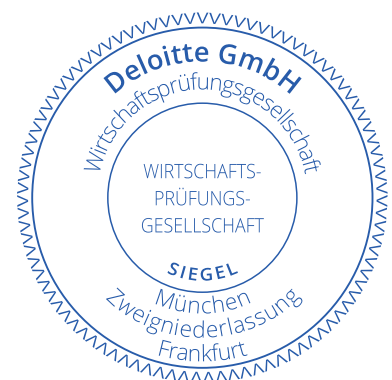 Deloitte GmbH
Wirtschaftsprüfungsgesellschaft
WIRTSCHAFTS-
PRÜFUNGS-
GESELLSCHAFT
SIEGEL
München
Zweigniederlassung
Frankfurt